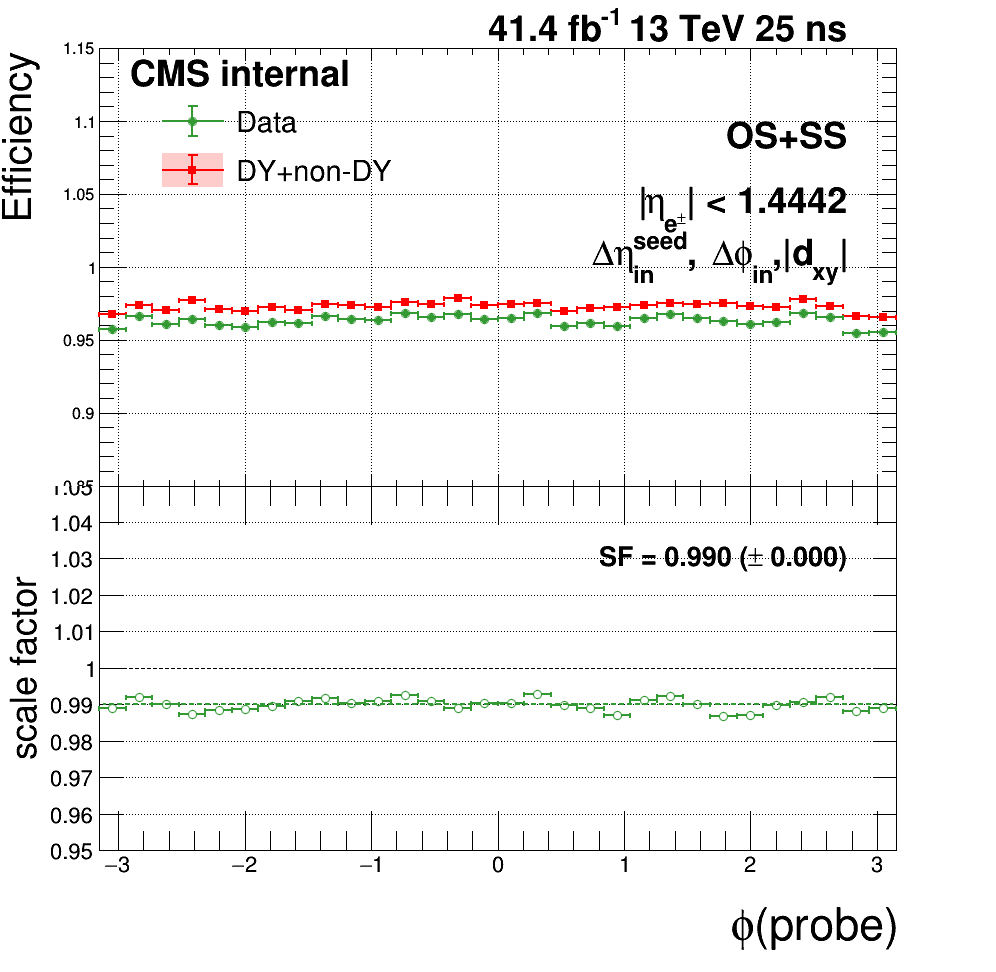 41.4 fb-1 13 TeV 25 ns
Efficiency
1.15
CMS internal
Data
DY+non-DY
1.1
OS+SS
1.05
|ηe±| < 1.4442
Δηinseed, Δφin,|dxy|
1
0.95
0.9
scale factor
1.05
1.04
1.03
SF = 0.990 (± 0.000)
1.02
1.01
1
0.99
0.98
0.97
0.96
0.95
−3 −2 −1 0 1 2 3
φ(probe)